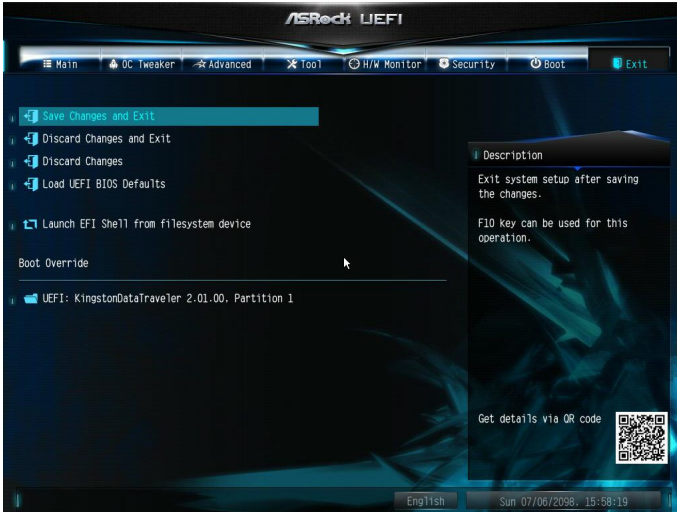 ASRock UEFI
Main
OC Tweaker
Advanced
Tool
H/W Monitor
Security
Boot
Exit
Save Changes and Exit
Discard Changes and Exit
Discard Changes
Load UEFI BIOS Defaults
Launch EFI Shell from filesystem device
Boot Override
UEFI: KingstonDataTraveler 2.01.00, Partition 1
Description
Exit system setup after saving
the changes.
F10 key can be used for this
operation.
Get details via QR code
English
Sun 07/06/2098, 15:58:19